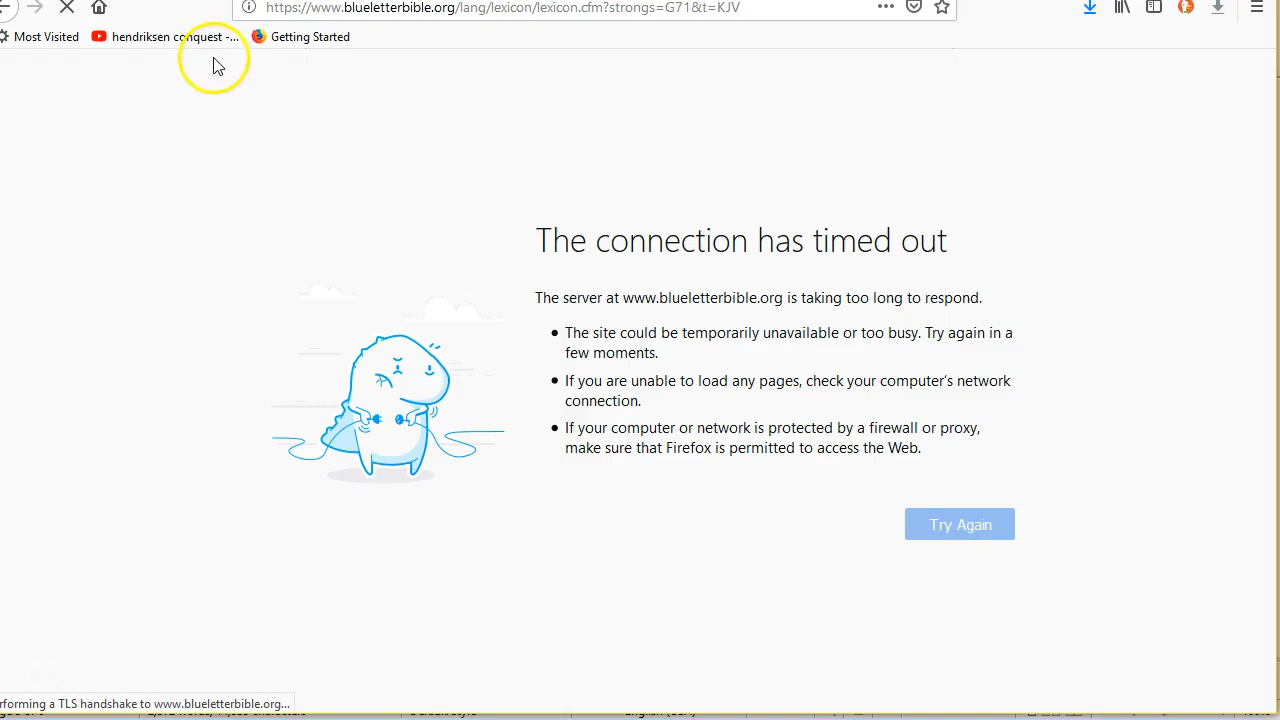 https://www.blueletterbible.org/lang/lexicon/lexicon.cfm?strongs=G71&t=KJV
Most Visited hendriksen conquest -... Getting Started
The connection has timed out
The server at www.blueletterbible.org is taking too long to respond.
The site could be temporarily unavailable or too busy. Try again in a
few moments.
If you are unable to load any pages, check your computer's network
connection.
If your computer or network is protected by a firewall or proxy,
make sure that Firefox is permitted to access the Web.
Try Again
rforming a TLS handshake to www.blueletterbible.org...